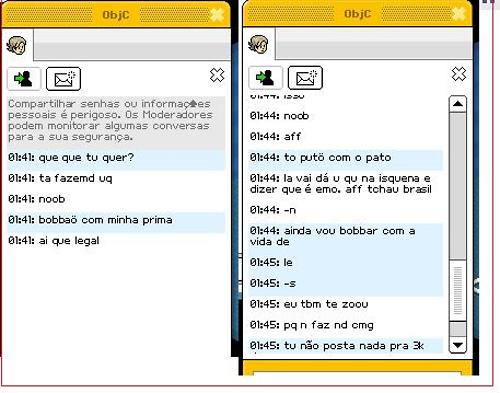 ObjC
Compartilhar senhas ou informações
pessoais é perigoso. Os Moderadores
podem monitorar algumas conversas
para a sua segurança.
01:41: que que tu quer?
01:41: ta fazemd uq
01:41: noob
01:41: bobbaö com minha prima
01:41: ai que legal
ObjC
01:44: isso
01:44: noob
01:44: aff
01:44: to putö com o pato
01:44: la vai dá u qu na isquena e
dizer que é emo. aff tchau brasil
01:44: -n
01:44: ainda vou bobbar com a
vida de
01:45: le
01:45: -s
01:45: eu tbm te zoou
01:45: pq n faz nd cmg
01:45: tu não posta nada pra 3k